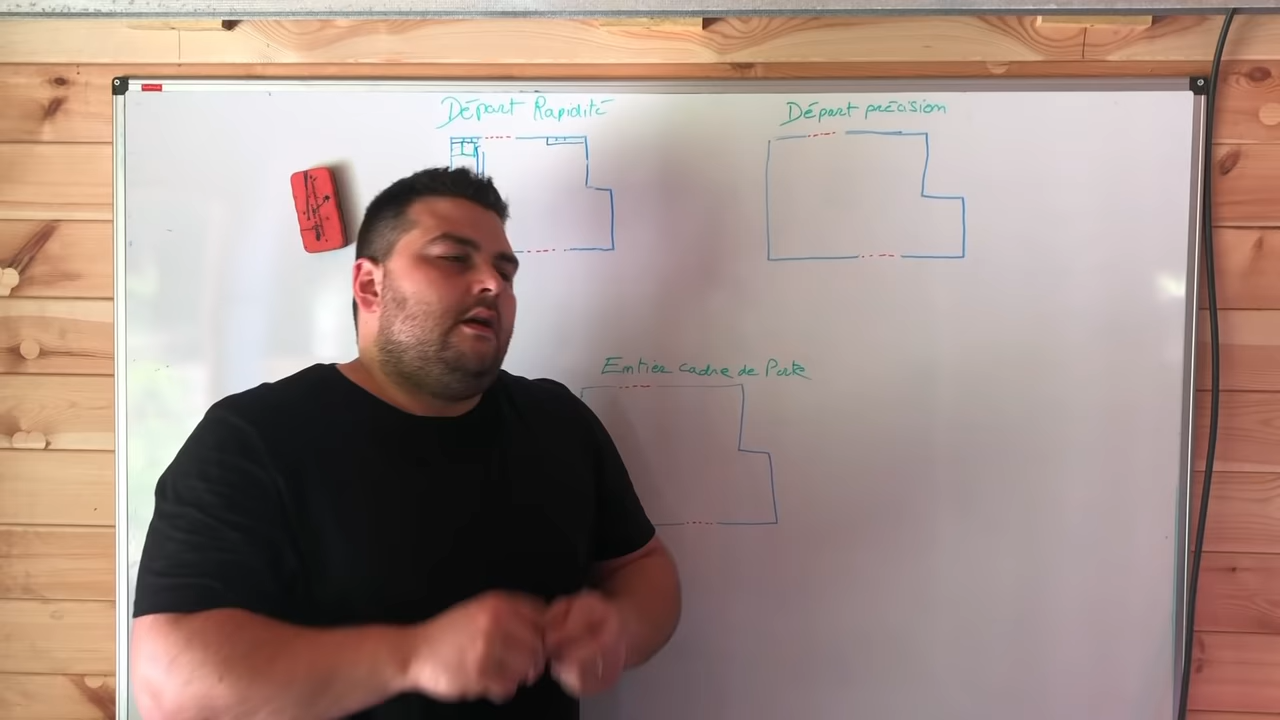 Départ Rapidité
Départ précision
Entier cadre de Porte